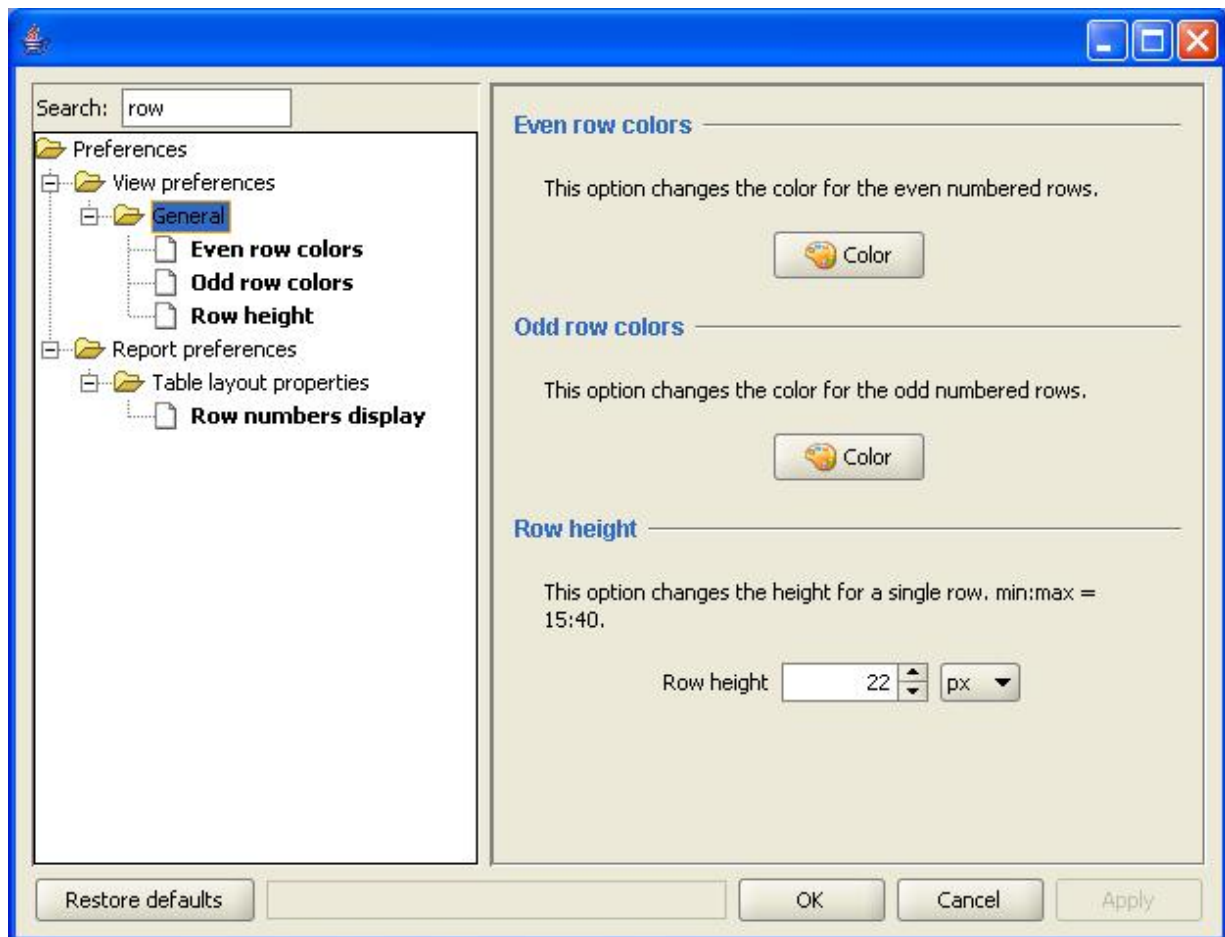 Search: row
Preferences
View preferences
General
Even row colors
Odd row colors
Row height
Report preferences
Table layout properties
Row numbers display
Even row colors
This option changes the color for the even numbered rows.
Color
Odd row colors
This option changes the color for the odd numbered rows.
Color
Row height
This option changes the height for a single row. min:max =
15:40.
Row height 22 px
Restore defaults OK Cancel Apply